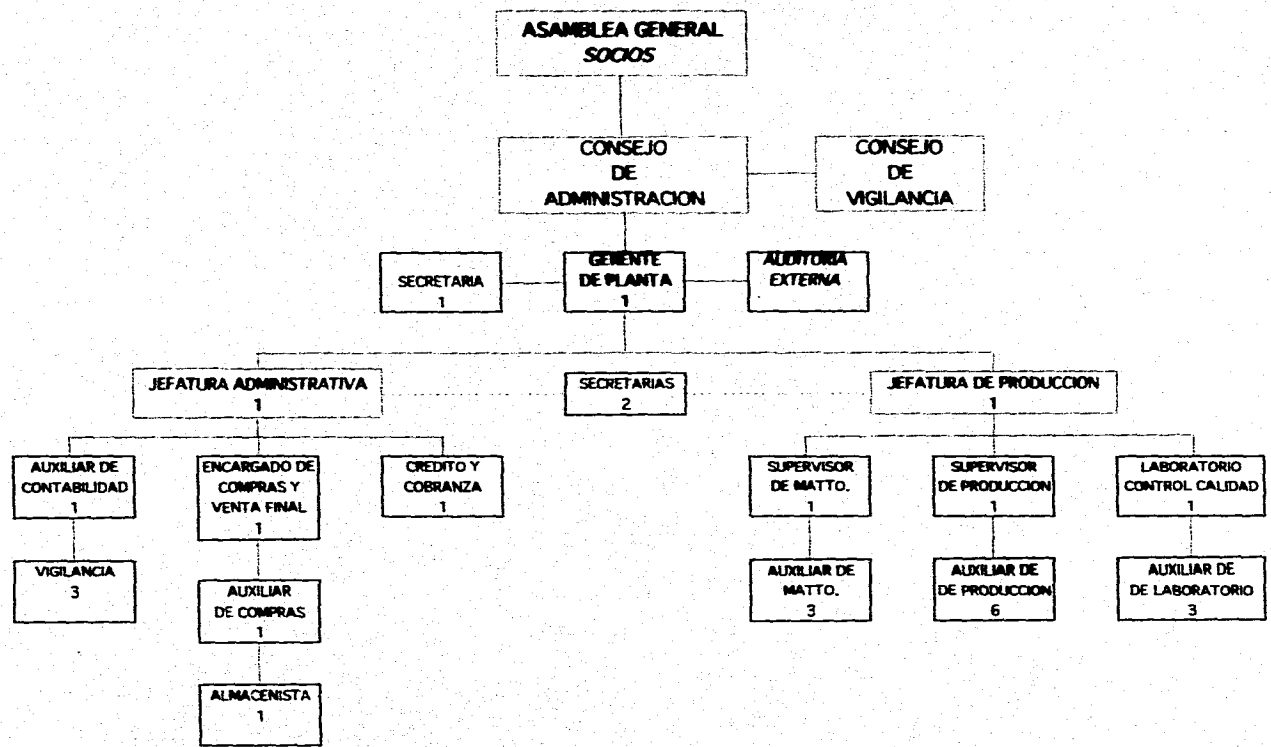 ASAMBLEA GENERAL
SOCIOS
CONSEJO
DE
ADMINISTRACION
CONSEJO
DE
VIGILANCIA
SECRETARIA
1
GERENTE
DE PLANTA
1
AUDITORIA
EXTERNA
JEFATURA ADMINISTRATIVA
1
SECRETARIAS
2
JEFATURA DE PRODUCCION
1
AUXILIAR DE
CONTABILIDAD
1
ENCARGADO DE
COMPRAS Y
VENTA FINAL
1
CREDITO Y
COBRANZA
1
SUPERVISOR
DE MATTO.
1
SUPERVISOR
DE PRODUCCION
1
LABORATORIO
CONTROL CALIDAD
1
VIGILANCIA
3
AUXILIAR
DE COMPRAS
1
AUXILIAR DE
MATTO.
3
AUXILIAR DE
DE PRODUCCION
6
AUXILIAR DE
DE LABORATORIO
3
ALMACENISTA
1